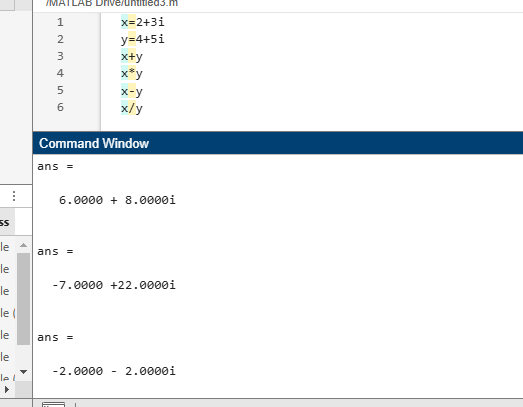 /MATLAB Drive/untitled3.m
1 x=2+3i
2 y=4+5i
3 x+y
4 x*y
5 x-y
6 x/y
Command Window
ans =
6.0000 + 8.0000i
ans =
-7.0000 +22.0000i
ans =
-2.0000 - 2.0000i
ss
le
le
le
le (
le
le
le (